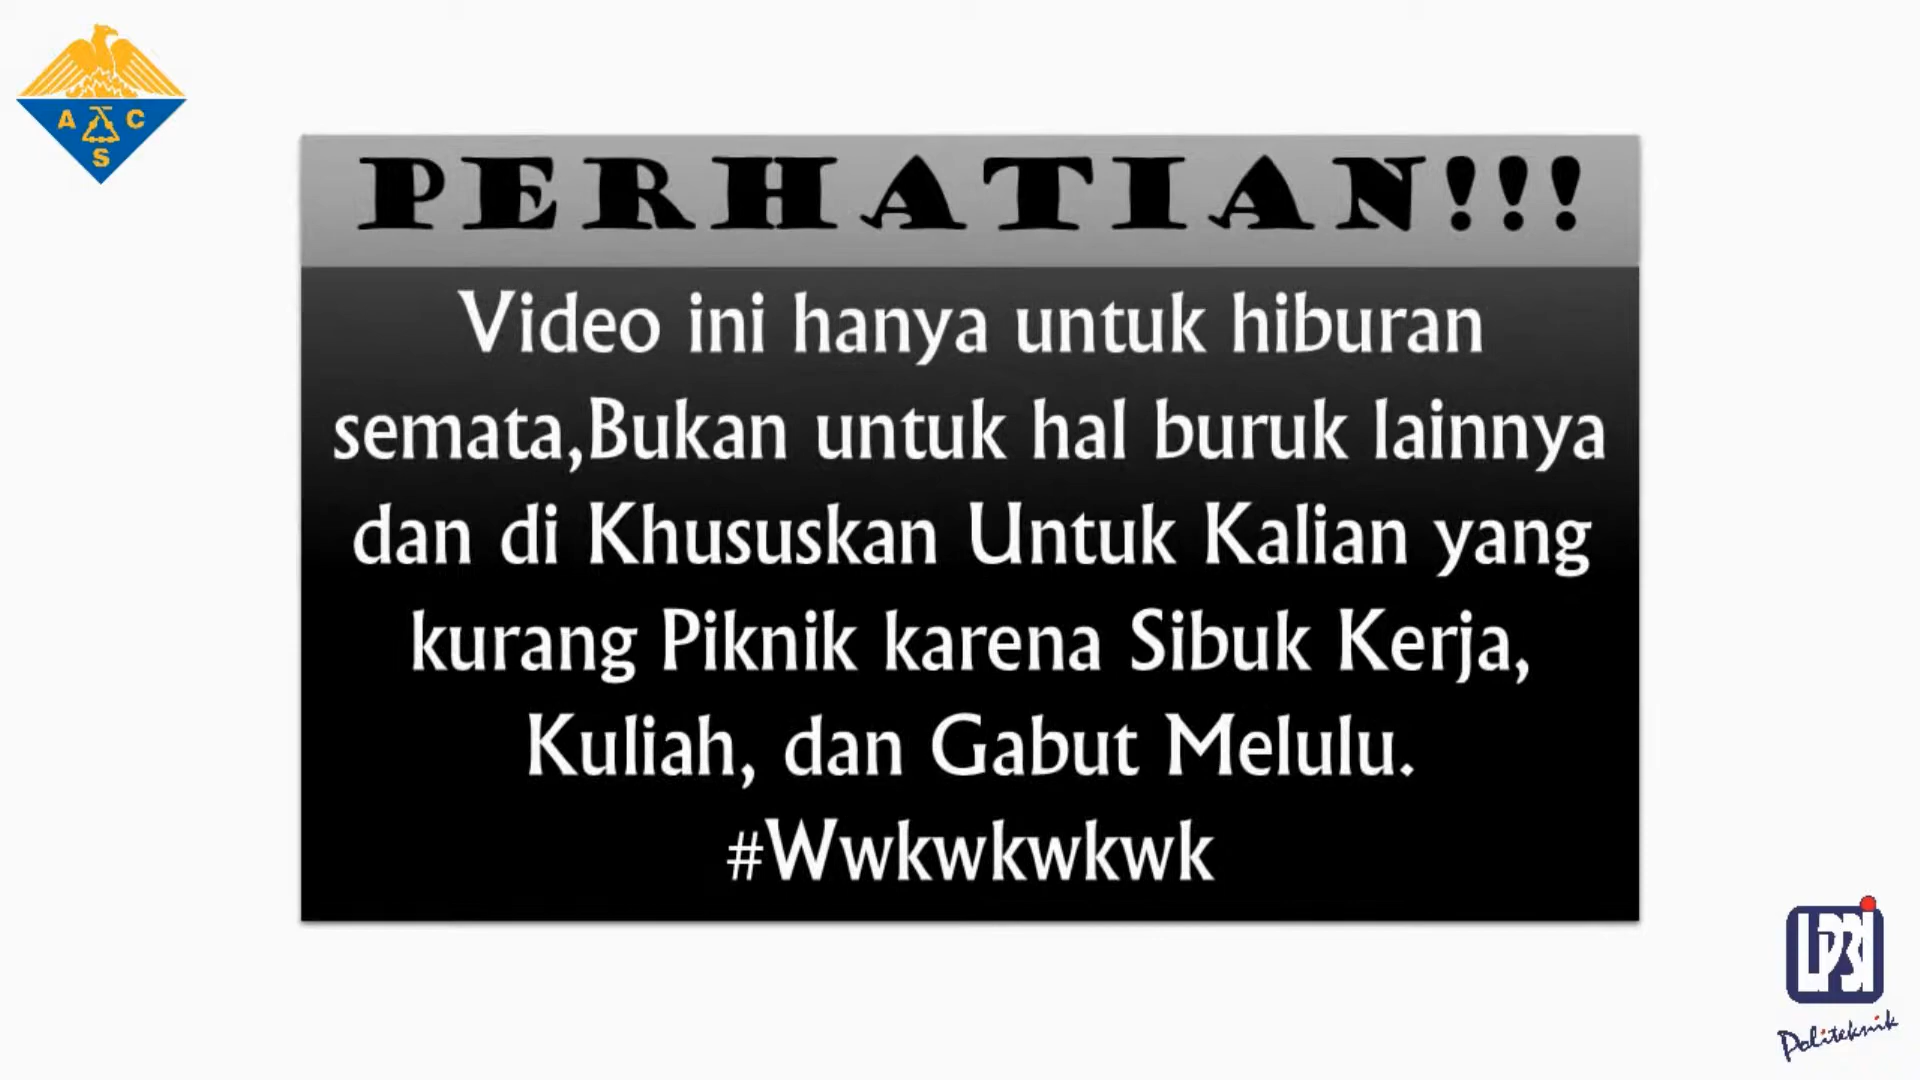 A C
S
PERHATIAN!!!
Video ini hanya untuk hiburan
semata,Bukan untuk hal buruk lainnya
dan di Khususkan Untuk Kalian yang
kurang Piknik karena Sibuk Kerja,
Kuliah, dan Gabut Melulu.
#Wwkwkwkwk
LP3I
Politeknik